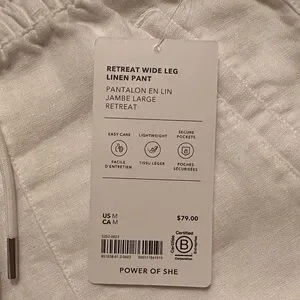 RETREAT WIDE LEG
LINEN PANT
PANTALON EN LIN
JAMBE LARGE
RETREAT
EASY CARE
LIGHTWEIGHT
SECURE
POCKETS
FACILE
D'ENTRETIEN
TISSU LÉGER
POCHES
SÉCURISÉES
US M
CA M
$79.00
Certified
B
Corporation
POWER OF SHE